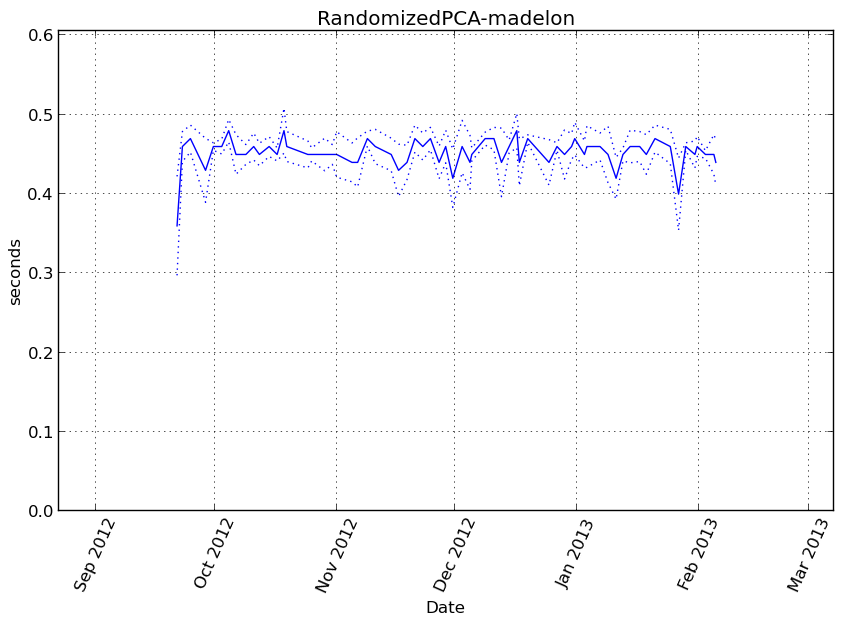 RandomizedPCA-madelon
0.6
0.5
0.4
0.3
0.2
0.1
0.0
seconds
Sep 2012
Oct 2012
Nov 2012
Dec 2012
Jan 2013
Feb 2013
Mar 2013
Date